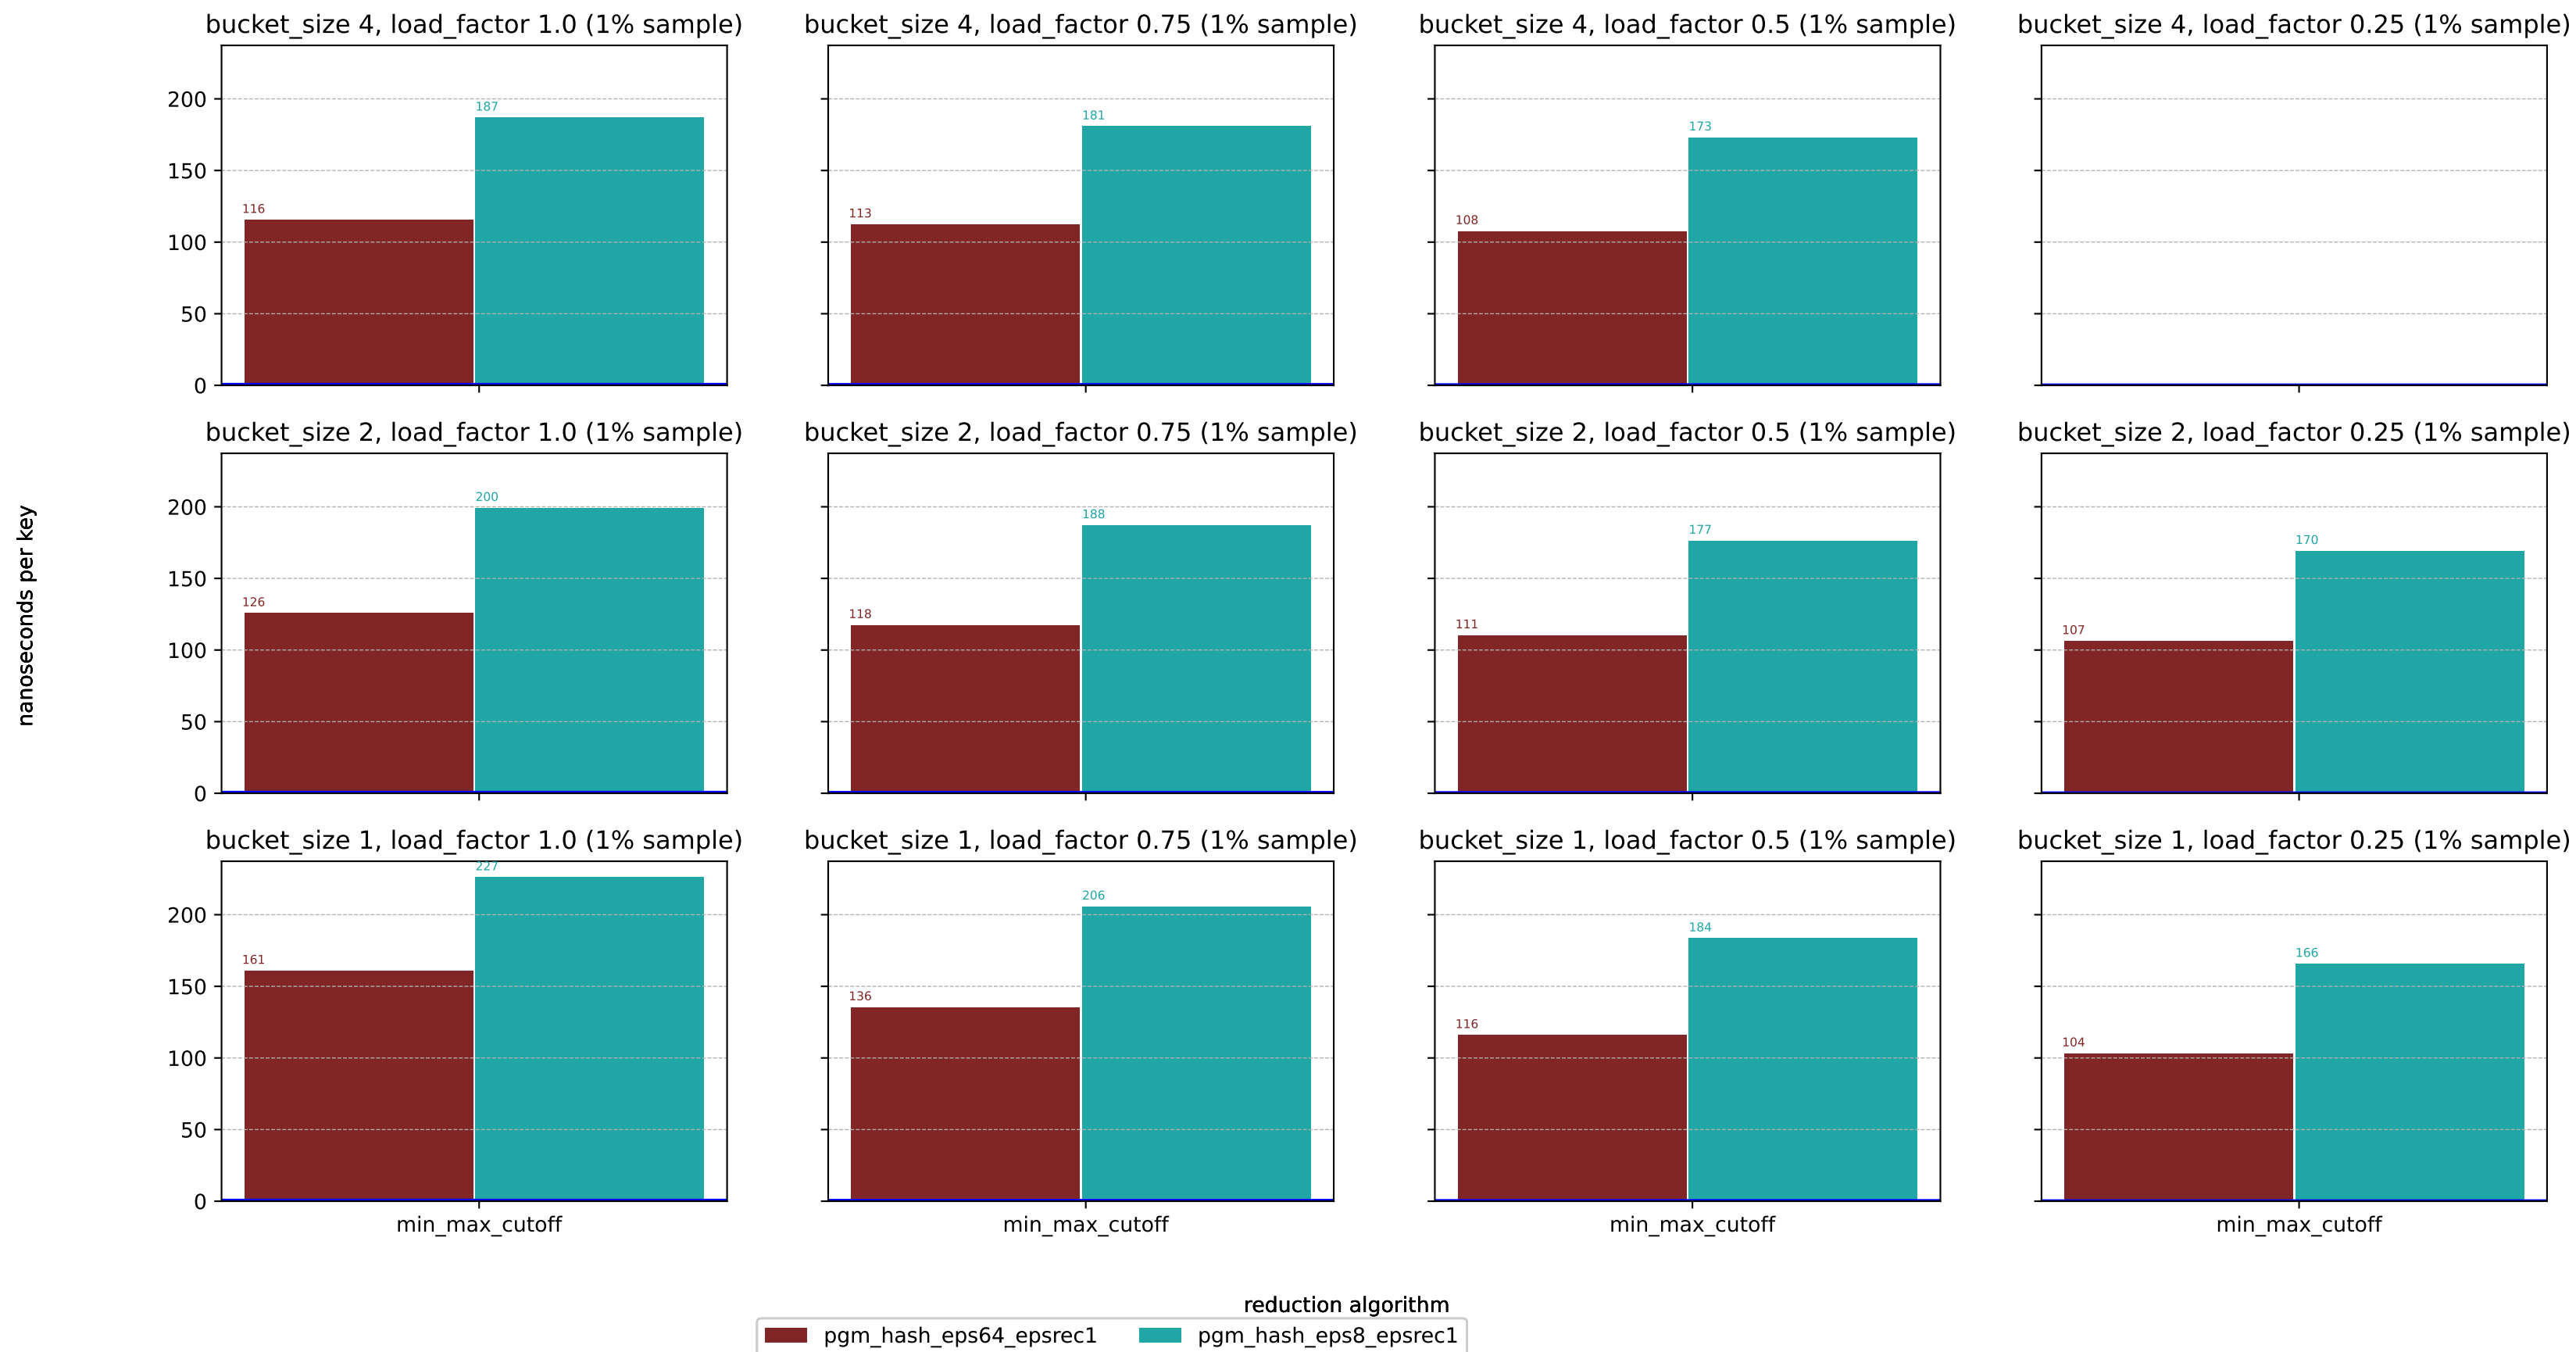 bucket_size 4, load_factor 1.0 (1% sample)
bucket_size 4, load_factor 0.75 (1% sample)
bucket_size 4, load_factor 0.5 (1% sample)
bucket_size 4, load_factor 0.25 (1% sample)
200
150
100
50
0
116
187
113
181
108
173
bucket_size 2, load_factor 1.0 (1% sample)
bucket_size 2, load_factor 0.75 (1% sample)
bucket_size 2, load_factor 0.5 (1% sample)
bucket_size 2, load_factor 0.25 (1% sample)
nanoseconds per key
200
150
100
50
0
126
200
118
188
111
177
107
170
bucket_size 1, load_factor 1.0 (1% sample)
bucket_size 1, load_factor 0.75 (1% sample)
bucket_size 1, load_factor 0.5 (1% sample)
bucket_size 1, load_factor 0.25 (1% sample)
200
150
100
50
0
161
227
136
206
116
184
104
166
min_max_cutoff
min_max_cutoff
min_max_cutoff
min_max_cutoff
reduction algorithm
pgm_hash_eps64_epsrec1
pgm_hash_eps8_epsrec1